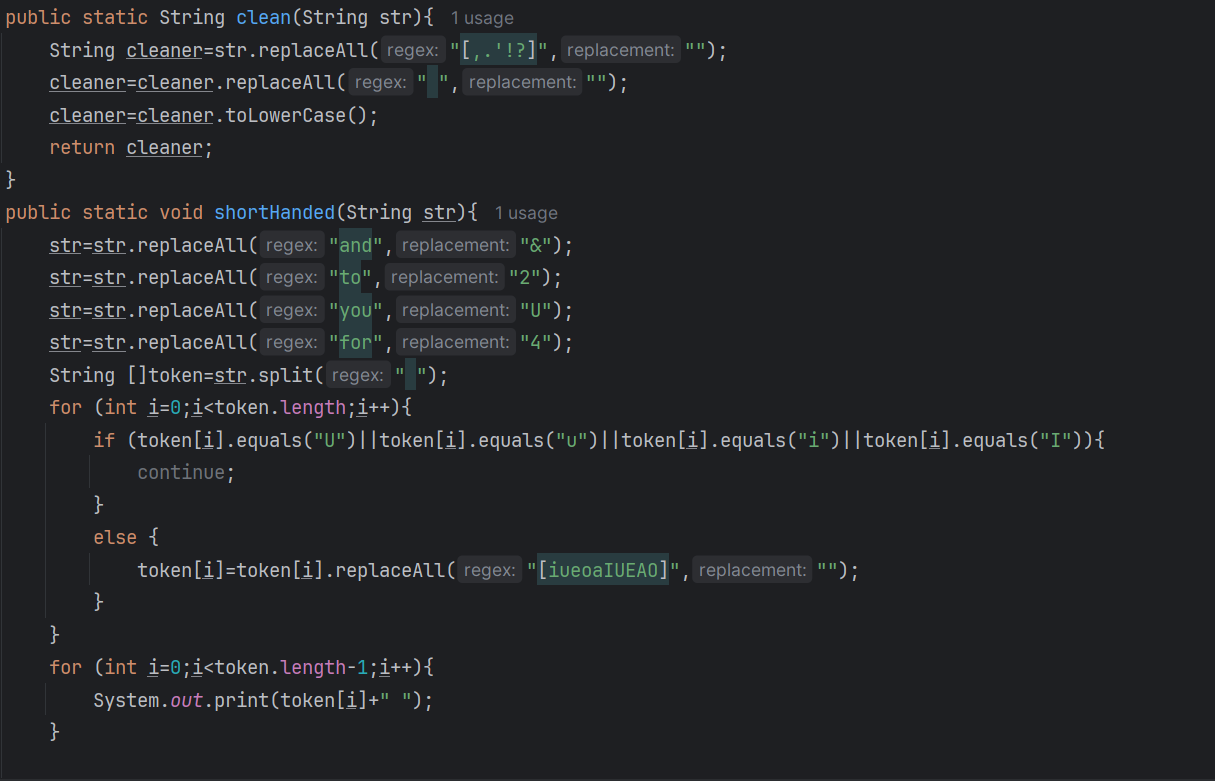 public static String clean(String str){ 1 usage
    String cleaner=str.replaceAll( regex: "[,.'!?]", replacement: "");
    cleaner=cleaner.replaceAll( regex: " ", replacement: "");
    cleaner=cleaner.toLowerCase();
    return cleaner;
}
public static void shortHanded(String str){ 1 usage
    str=str.replaceAll( regex: "and", replacement: "&");
    str=str.replaceAll( regex: "to", replacement: "2");
    str=str.replaceAll( regex: "you", replacement: "U");
    str=str.replaceAll( regex: "for", replacement: "4");
    String []token=str.split( regex: " ");
    for (int i=0;i<token.length;i++){
        if (token[i].equals("U")||token[i].equals("u")||token[i].equals("i")||token[i].equals("I")){
            continue;
        }
        else {
            token[i]=token[i].replaceAll( regex: "[iueoaIUEAO]", replacement: "");
        }
    }
    for (int i=0;i<token.length-1;i++){
        System.out.print(token[i]+" ");
    }